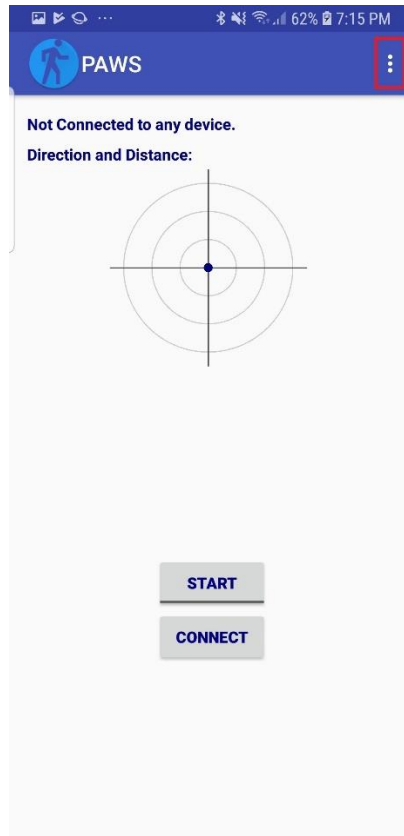 62% 7:15 PM
PAWS
Not Connected to any device.
Direction and Distance:
START
CONNECT